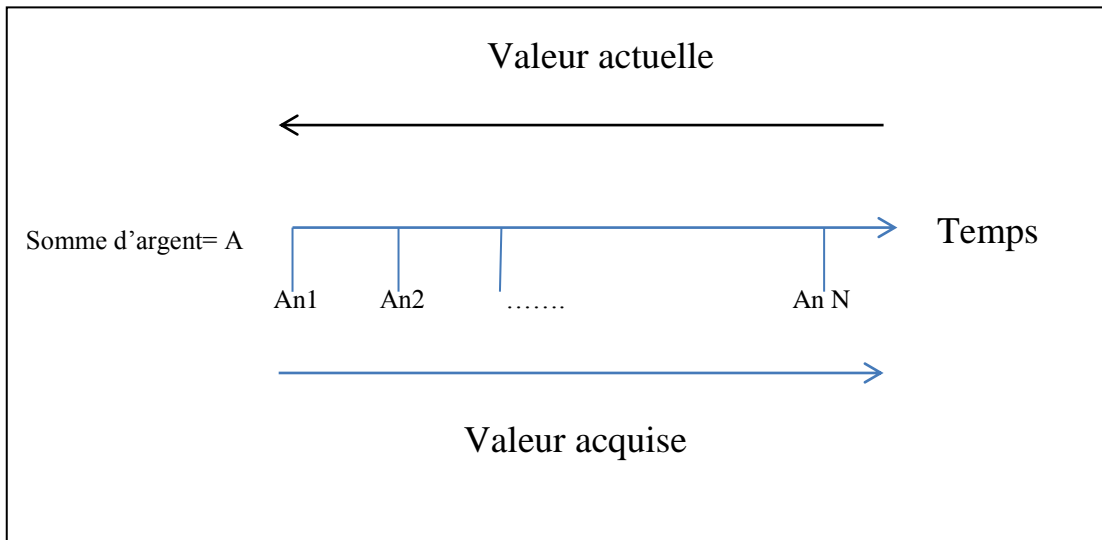 Valeur actuelle
Somme d’argent= A
Temps
An1 An2 ……. An N
Valeur acquise